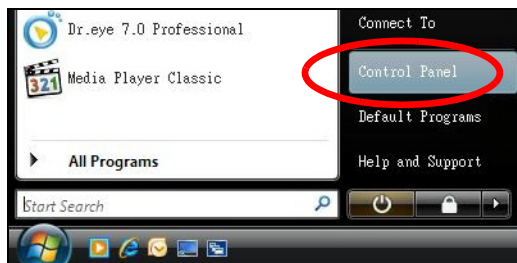 Dr.eye 7.0 Professional
321
Media Player Classic
All Programs
Start Search
Connect To
Control Panel
Default Programs
Help and Support